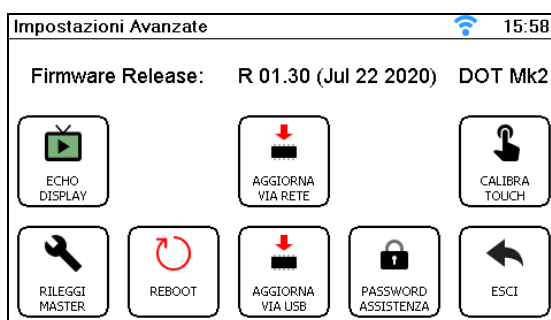 Impostazioni Avanzate 15:58
Firmware Release: R 01.30 (Jul 22 2020) DOT Mk2
ECHO
DISPLAY
AGGIORNA
VIA RETE
CALIBRA
TOUCH
RILEGGI
MASTER
REBOOT
AGGIORNA
VIA USB
PASSWORD
ASSISTENZA
ESCI